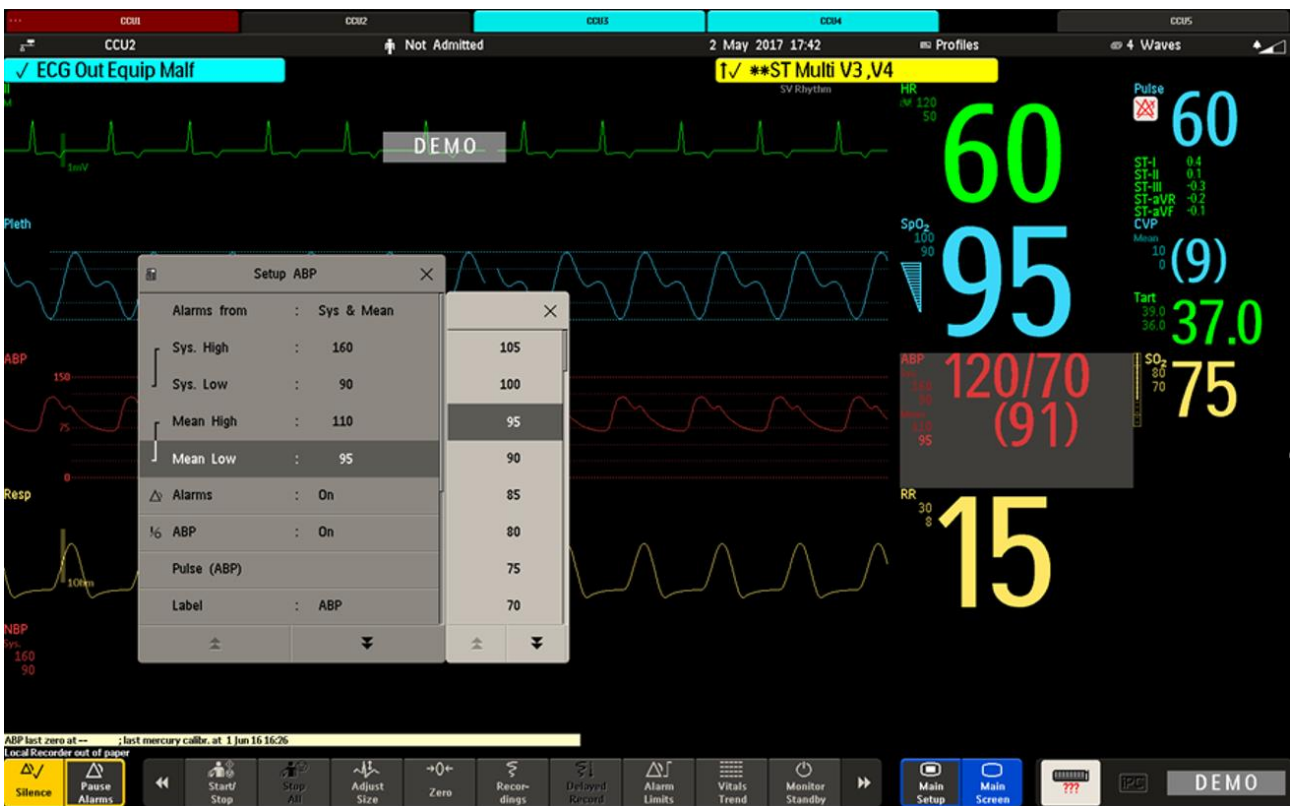 CCU1 CCU2 CCU3 CCU4 CCU5
CCU2 Not Admitted 2 May 2017 17:42 Profiles 4 Waves
√ ECG Out Equip Malf
↑√ **ST Multi V3 ,V4
SV Rhythm
II
M
1mV
DEMO
HR
120
50
60
Pulse
60
ST-I 0.4
ST-II 0.1
ST-III -0.3
ST-aVR -0.2
ST-aVF -0.1
Pleth
SpO₂
100
90
95
CVP
Mean
10
0
(9)
Tart
39.0
36.0
37.0
ABP
150
75
0
ABP
Sys.
160
90
Mean
110
95
120/70
(91)
SO₂
80
70
75
Resp
1Ohm
RR
30
8
15
NBP
Sys.
160
90
Setup ABP
Alarms from : Sys & Mean
Sys. High : 160
Sys. Low : 90
Mean High : 110
Mean Low : 95
Alarms : On
ABP : On
Pulse (ABP)
Label : ABP
105
100
95
90
85
80
75
70
ABP last zero at -- ; last mercury calibr. at 1 Jun 16 16:26
Local Recorder out of paper
Silence
Pause
Alarms
Start/
Stop
Stop
All
Adjust
Size
→0←
Zero
Recor-
dings
Delayed
Record
Alarm
Limits
Vitals
Trend
Monitor
Standby
Main
Setup
Main
Screen
???
iPC
DEMO